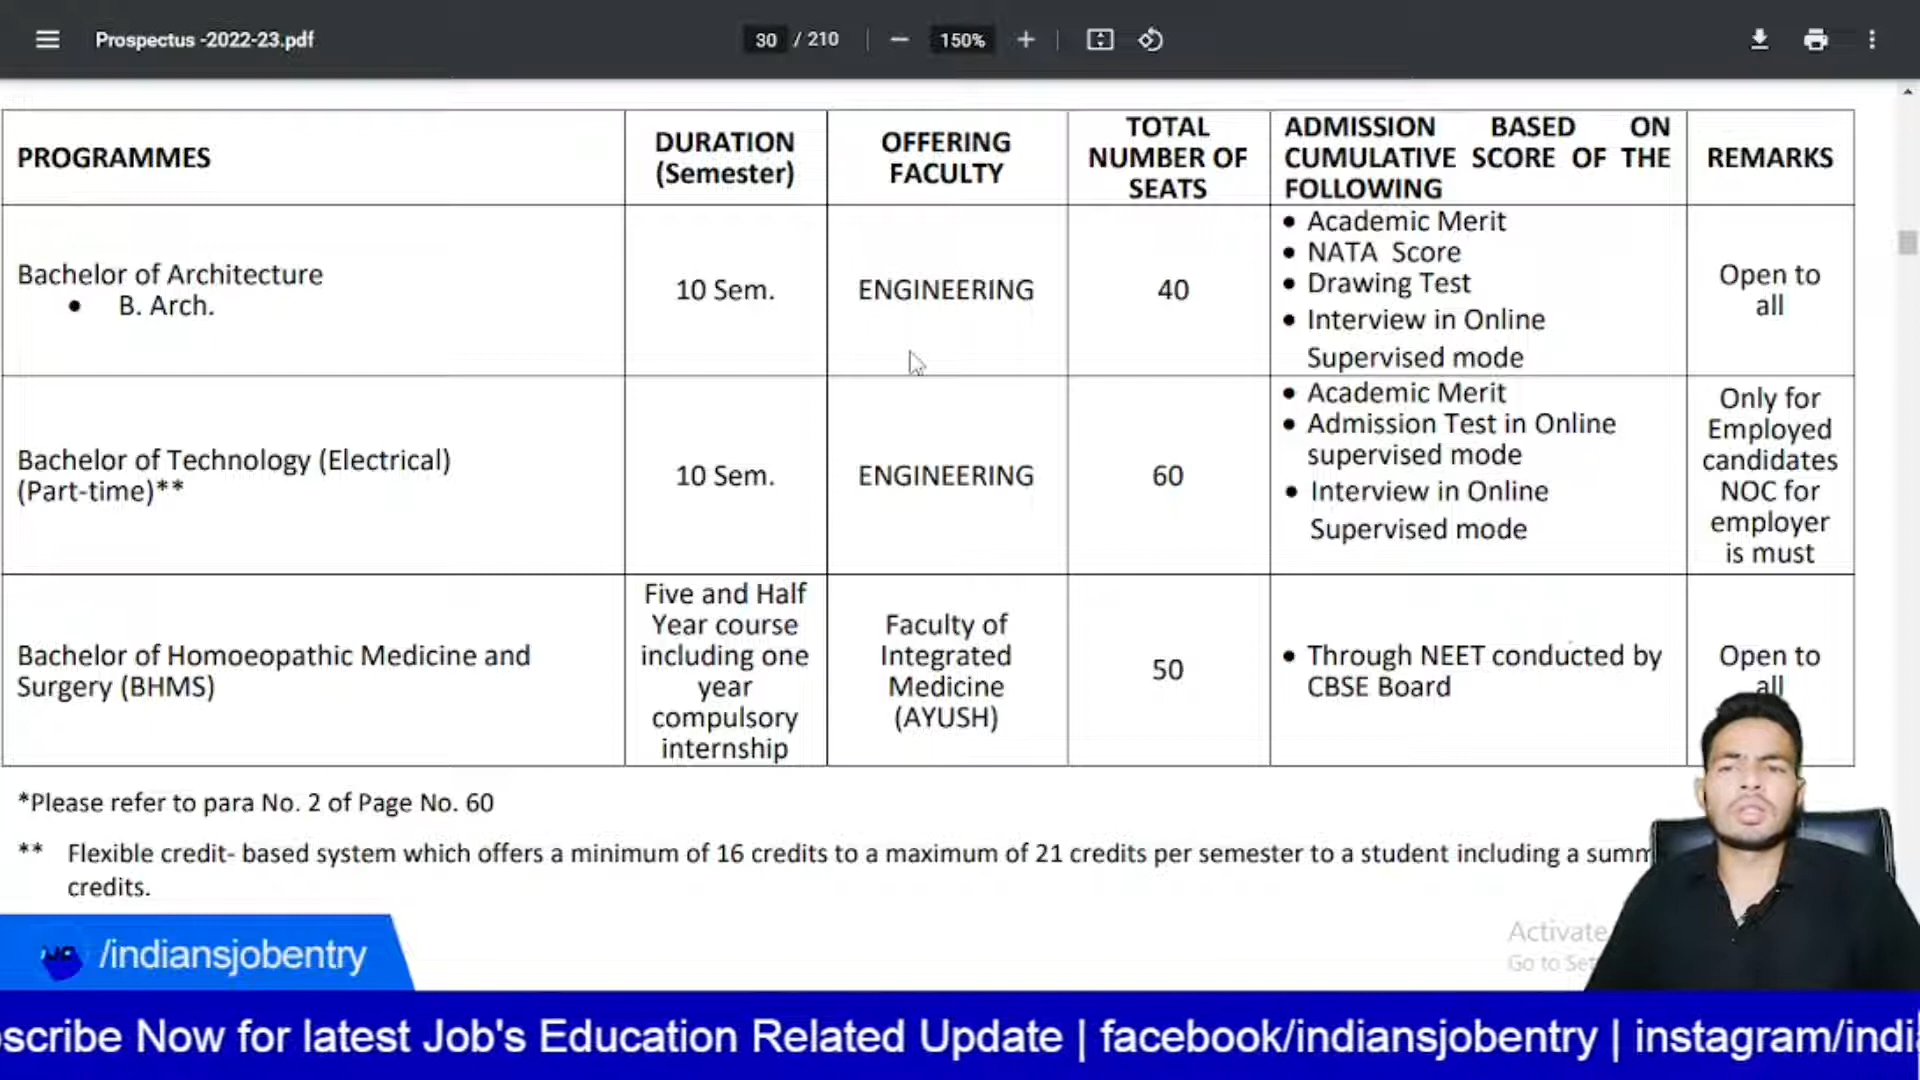 Prospectus -2022-23.pdf
30 / 210
150%
PROGRAMMES
DURATION
(Semester)
OFFERING
FACULTY
TOTAL
NUMBER OF
SEATS
ADMISSION BASED ON
CUMULATIVE SCORE OF THE
FOLLOWING
REMARKS
Bachelor of Architecture
• B. Arch.
10 Sem.
ENGINEERING
40
• Academic Merit
• NATA Score
• Drawing Test
• Interview in Online
Supervised mode
Open to
all
Bachelor of Technology (Electrical)
(Part-time)**
10 Sem.
ENGINEERING
60
• Academic Merit
• Admission Test in Online
supervised mode
• Interview in Online
Supervised mode
Only for
Employed
candidates
NOC for
employer
is must
Bachelor of Homoeopathic Medicine and
Surgery (BHMS)
Five and Half
Year course
including one
year
compulsory
internship
Faculty of
Integrated
Medicine
(AYUSH)
50
• Through NEET conducted by
CBSE Board
Open to
all
*Please refer to para No. 2 of Page No. 60
** Flexible credit- based system which offers a minimum of 16 credits to a maximum of 21 credits per semester to a student including a summ
credits.
Activate
Go to Set
/indiansjobentry
scribe Now for latest Job's Education Related Update | facebook/indiansjobentry | instagram/indi